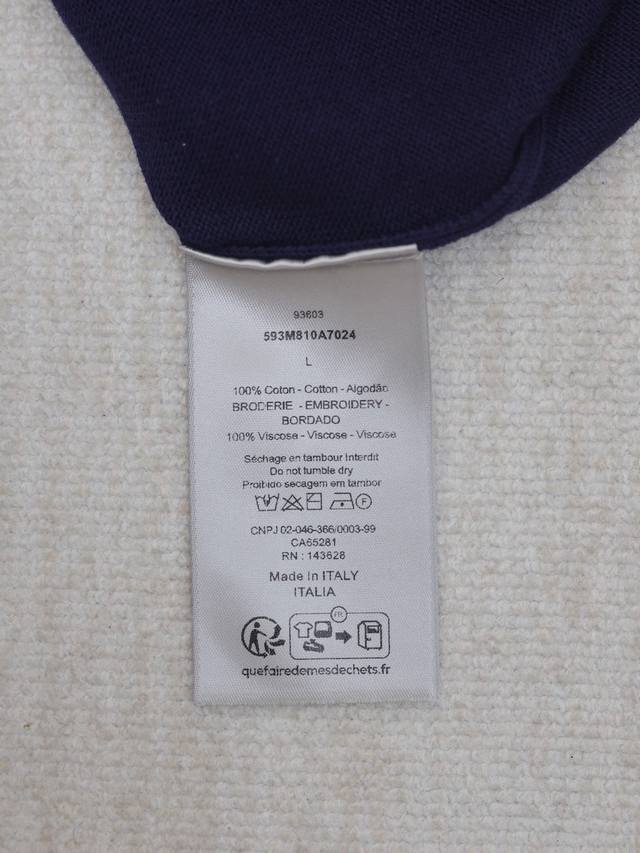 93603
593M810A7024
L
100% Coton - Cotton - Algodão
BRODERIE - EMBROIDERY -
BORDADO
100% Viscose - Viscose - Viscose
Séchage en tambour Interdit
Do not tumble dry
Proibido secagem em tambor
F
CNPJ 02-046-366/0003-99
CA65281
RN : 143628
Made In ITALY
ITALIA
FR
quefairedemesdechets.fr